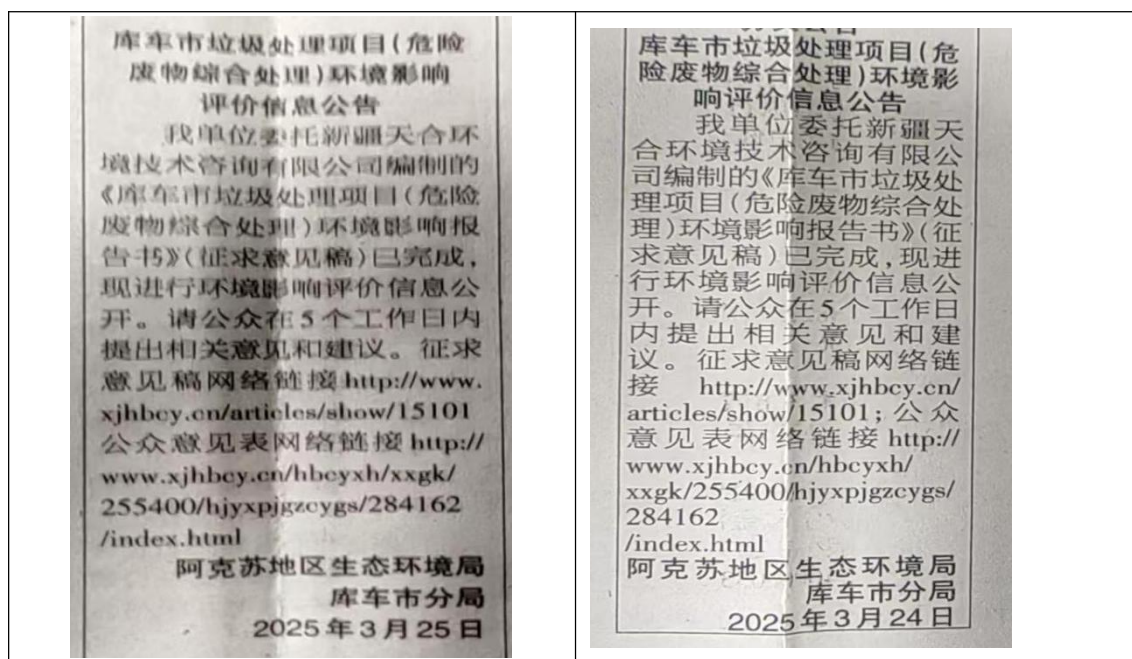 库车市垃圾处理项目(危险
废物综合处理)环境影响
评价信息公告
我单位委托新疆天合环
境技术咨询有限公司编制的
《库车市垃圾处理项目(危险
废物综合处理)环境影响报
告书》(征求意见稿)已完成,
现进行环境影响评价信息公
开。请公众在5个工作日内
提出相关意见和建议。征求
意见稿网络链接http://www.
xjhbcy.cn/articles/show/15101
公众意见表网络链接http://
www.xjhbcy.cn/hbcyxh/xxgk/
255400/hjyxpjgzcygs/284162
/index.html
阿克苏地区生态环境局
库车市分局
2025年3月25日
库车市垃圾处理项目(危
险废物综合处理)环境影
响评价信息公告
我单位委托新疆天
合环境技术咨询有限公
司编制的《库车市垃圾处
理项目(危险废物综合处
理)环境影响报告书》(征
求意见稿)已完成,现进
行环境影响评价信息公
开。请公众在5个工作日
内提出相关意见和建
议。征求意见稿网络链
接 http://www.xjhbcy.cn/
articles/show/15101;公众
意见表网络链接http://
www.xjhbcy.cn/hbcyxh/
xxgk/255400/hjyxpjgzcygs/
284162
/index.html
阿克苏地区生态环境局
库车市分局
2025年3月24日